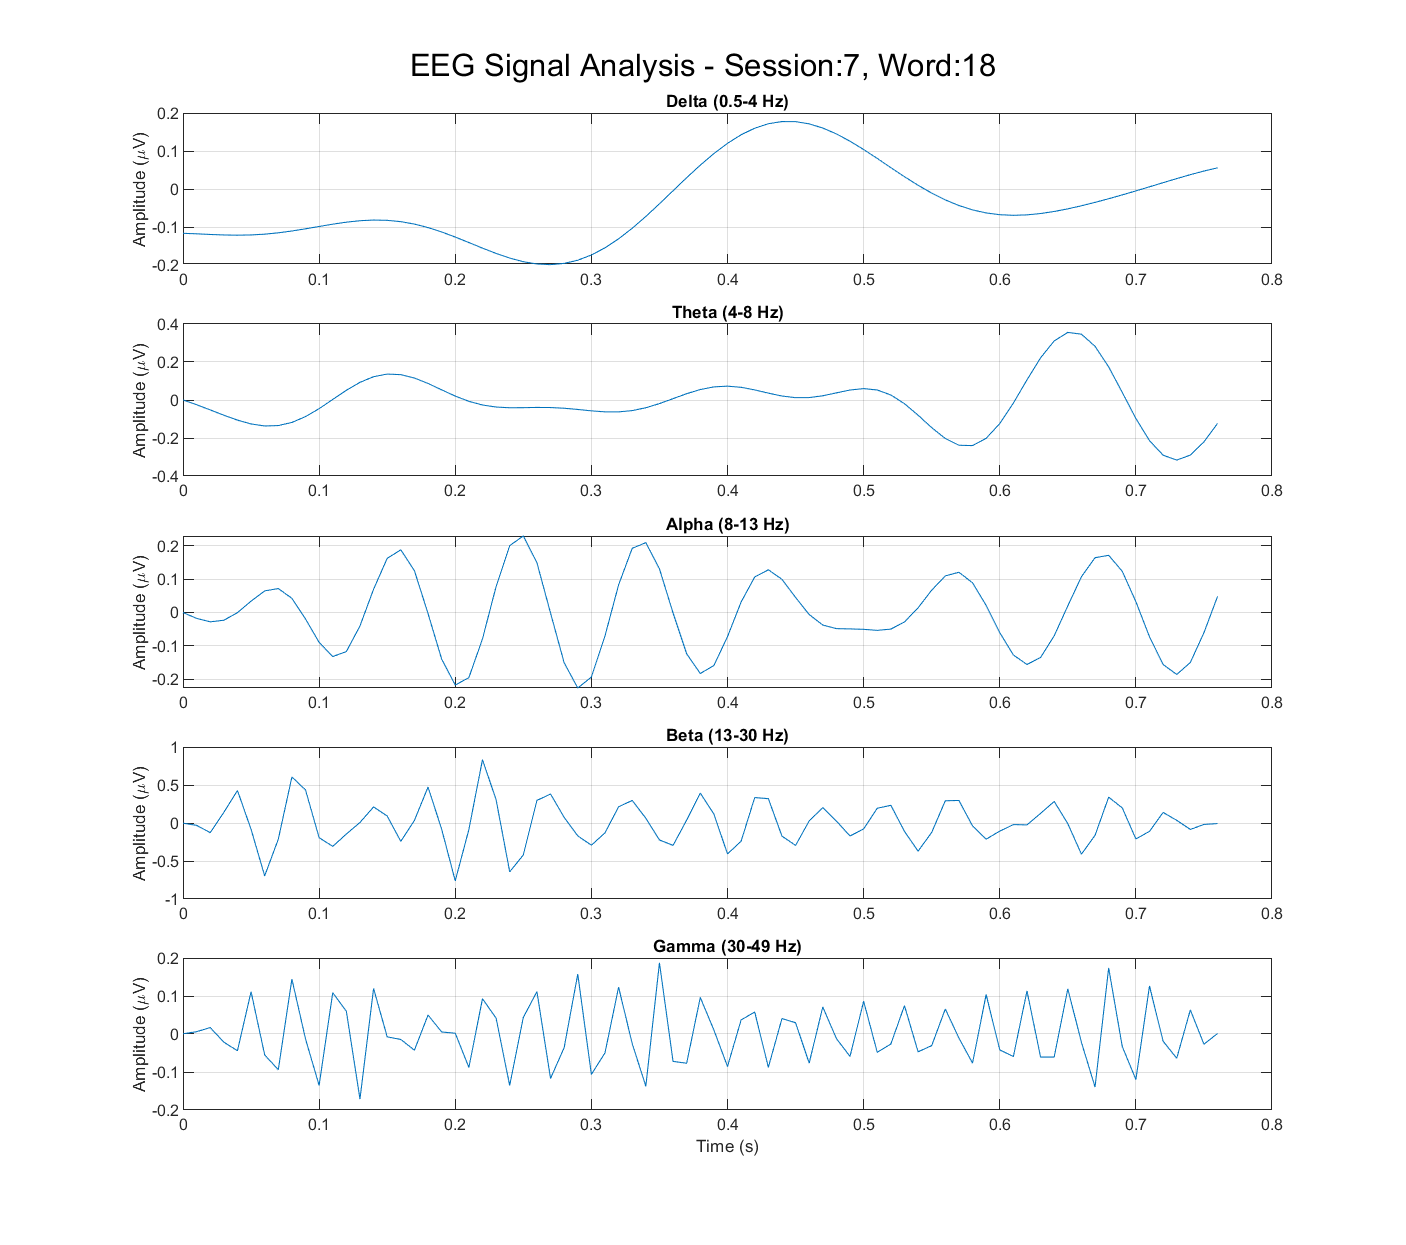 EEG Signal Analysis - Session:7, Word:18
Delta (0.5-4 Hz)
Amplitude (μV)
0.2
0.1
0
-0.1
-0.2
0 0.1 0.2 0.3 0.4 0.5 0.6 0.7 0.8
Theta (4-8 Hz)
Amplitude (μV)
0.4
0.2
0
-0.2
-0.4
0 0.1 0.2 0.3 0.4 0.5 0.6 0.7 0.8
Alpha (8-13 Hz)
Amplitude (μV)
0.2
0.1
0
-0.1
-0.2
0 0.1 0.2 0.3 0.4 0.5 0.6 0.7 0.8
Beta (13-30 Hz)
Amplitude (μV)
1
0.5
0
-0.5
-1
0 0.1 0.2 0.3 0.4 0.5 0.6 0.7 0.8
Gamma (30-49 Hz)
Amplitude (μV)
0.2
0.1
0
-0.1
-0.2
0 0.1 0.2 0.3 0.4 0.5 0.6 0.7 0.8
Time (s)